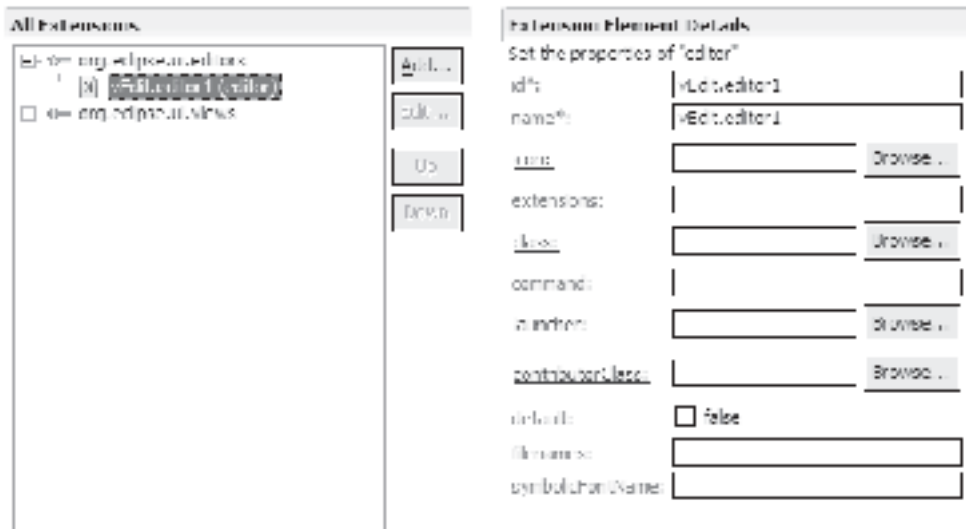 All Extensions
org.eclipse.ui.editors
vEdit.editor1 (editor)
org.eclipse.ui.views
Add...
Edit...
Up
Down
Extension Element Details
Set the properties of "editor"
id*: vEdit.editor1
name*: vEdit.editor1
icon: Browse...
extensions:
class: Browse...
command:
launcher: Browse...
contributorClass: Browse...
default: false
filenames:
symbolicFontName: